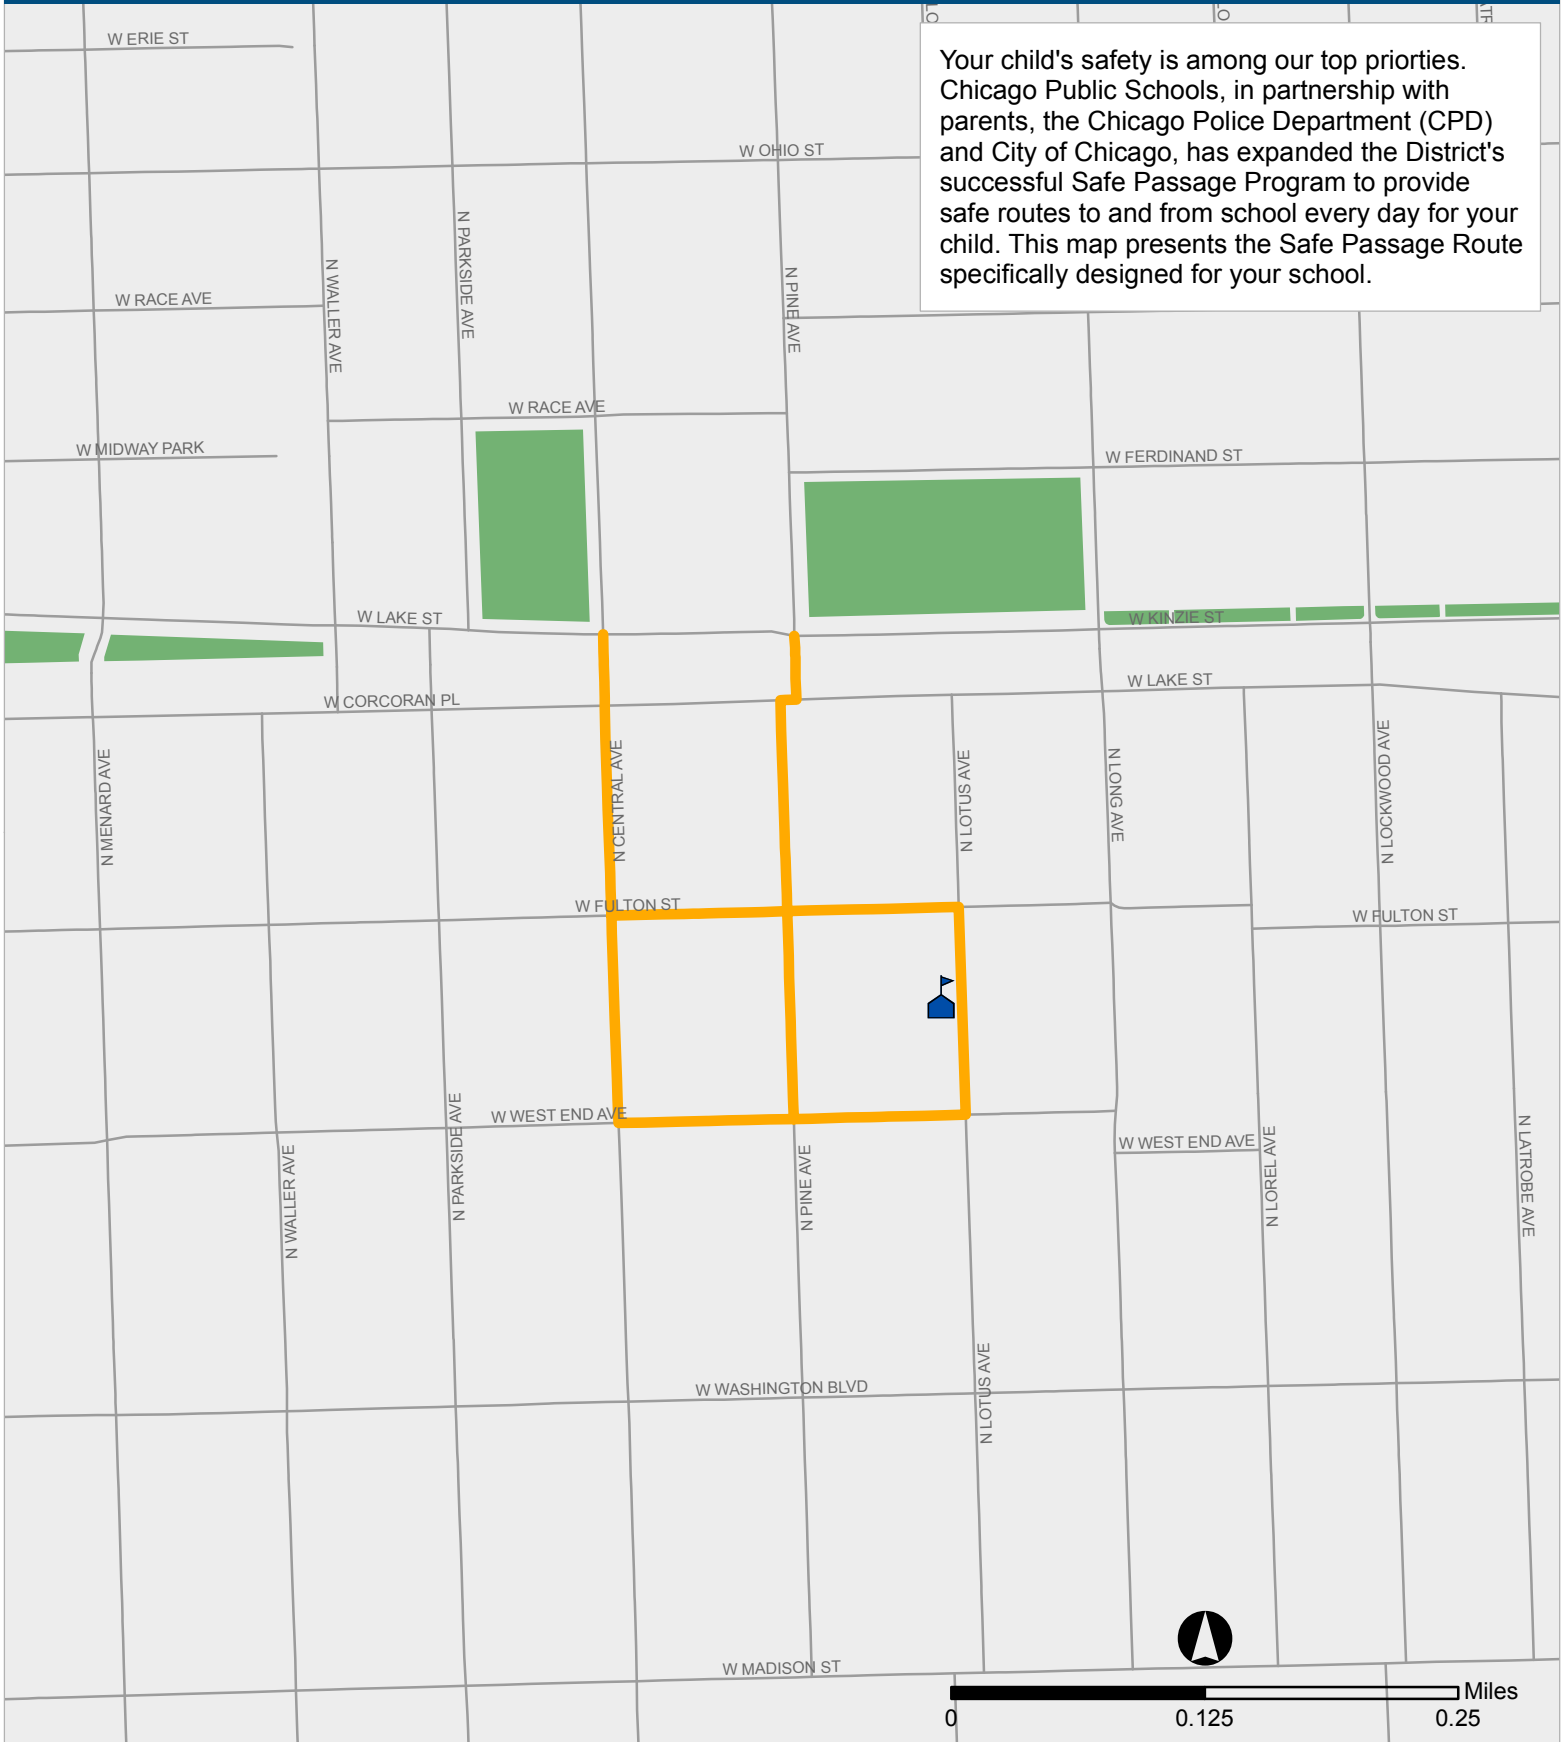 LO
LO
ATR
Your child's safety is among our top priorties.
Chicago Public Schools, in partnership with
parents, the Chicago Police Department (CPD)
and City of Chicago, has expanded the District's
successful Safe Passage Program to provide
safe routes to and from school every day for your
child. This map presents the Safe Passage Route
specifically designed for your school.
W ERIE ST
W OHIO ST
N PARKSIDE AVE
N WALLER AVE
N PINE AVE
W RACE AVE
W RACE AVE
W MIDWAY PARK
W FERDINAND ST
W LAKE ST
W KINZIE ST
W CORCORAN PL
W LAKE ST
N MENARD AVE
N CENTRAL AVE
N LOTUS AVE
N LONG AVE
N LOCKWOOD AVE
W FULTON ST
W FULTON ST
W WEST END AVE
W WEST END AVE
N WALLER AVE
N PARKSIDE AVE
N PINE AVE
N LOREL AVE
N LATROBE AVE
W WASHINGTON BLVD
N LOTUS AVE
W MADISON ST
Miles
0 0.125 0.25